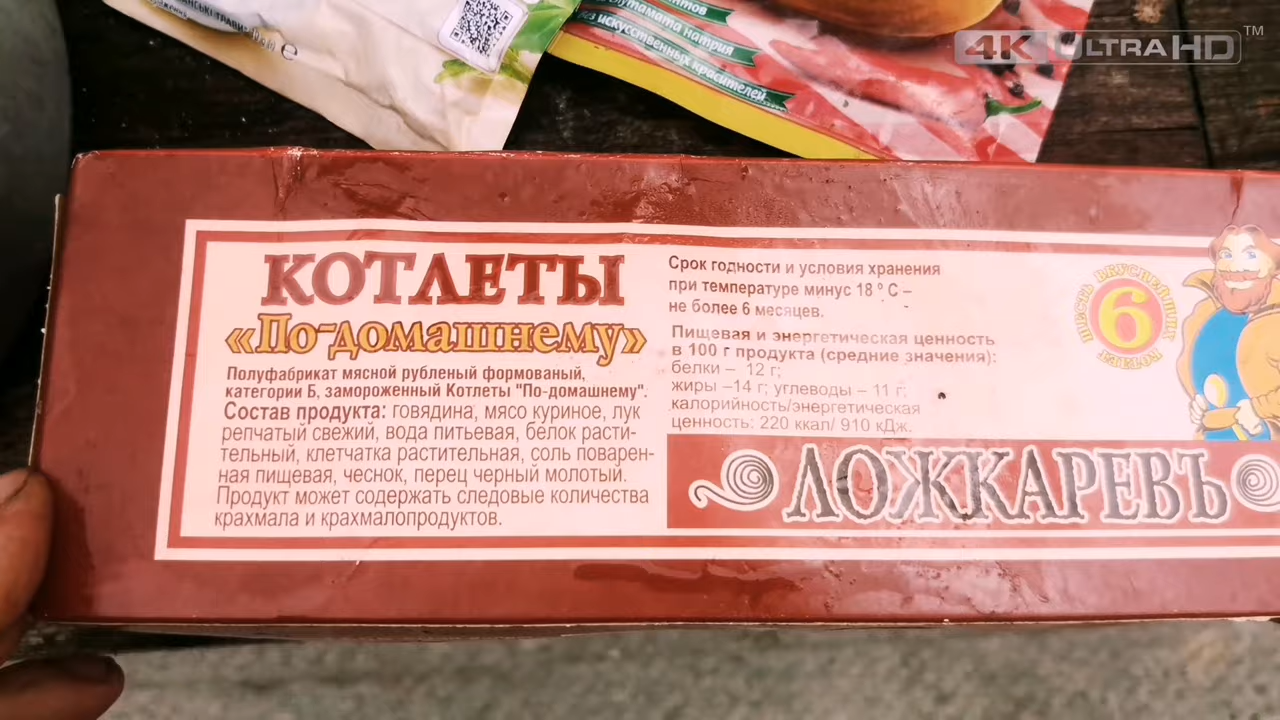 4K ULTRA HD™
глутамата натрия
без искусственных красителей
КОТЛЕТЫ
«По-домашнему»
Полуфабрикат мясной рубленый формованый,
категории Б, замороженный Котлеты "По-домашнему".
Состав продукта: говядина, мясо куриное, лук
репчатый свежий, вода питьевая, белок расти-
тельный, клетчатка растительная, соль поварен-
ная пищевая, чеснок, перец черный молотый.
Продукт может содержать следовые количества
крахмала и крахмалопродуктов.
Срок годности и условия хранения
при температуре минус 18 º С –
не более 6 месяцев.
Пищевая и энергетическая ценность
в 100 г продукта (средние значения):
белки – 12 г;
жиры –14 г; углеводы – 11 г;
калорийность/энергетическая
ценность: 220 ккал/ 910 кДж.
6
ЛОЖКАРЕВЪ